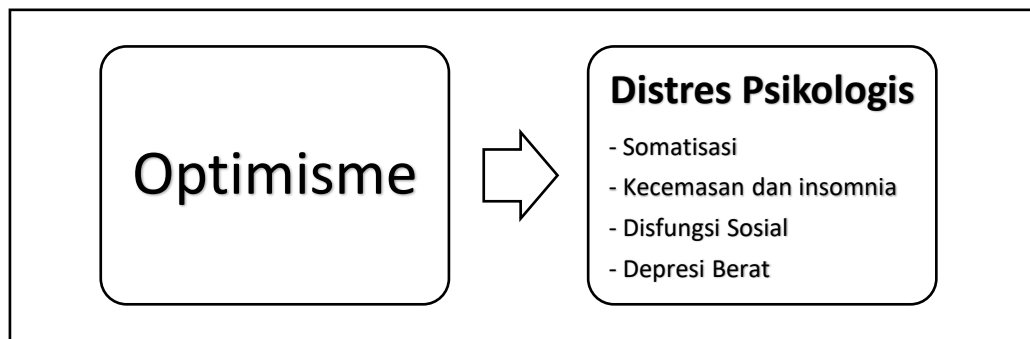 Optimisme
Distres Psikologis
- Somatisasi
- Kecemasan dan insomnia
- Disfungsi Sosial
- Depresi Berat